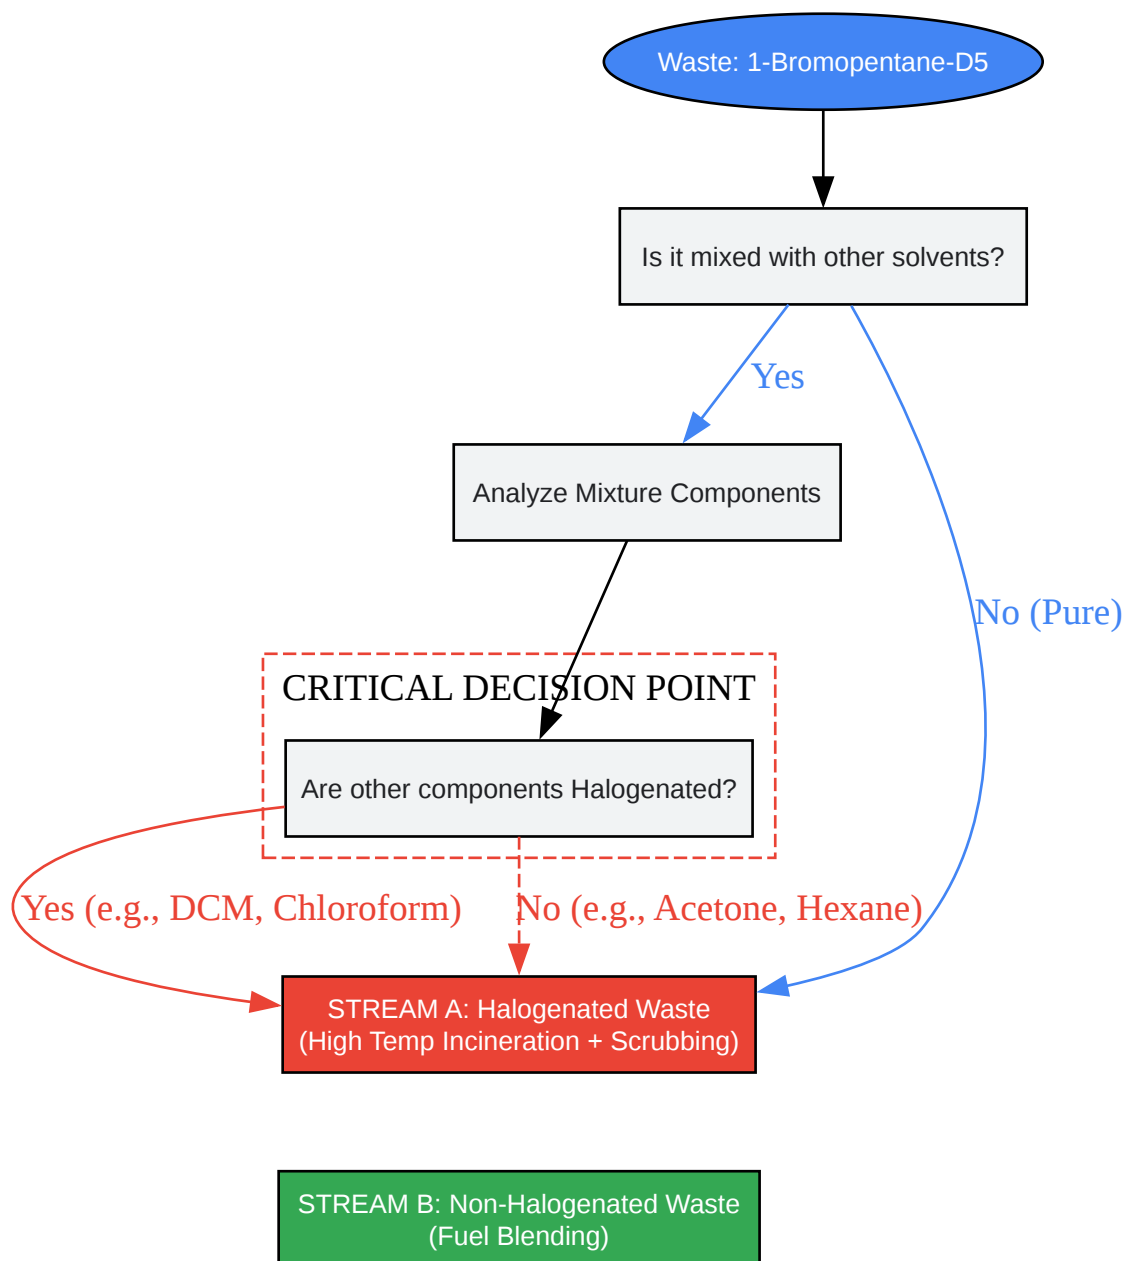 Waste: 1-Bromopentane-D5
Is it mixed with other solvents?
Yes
Analyze Mixture Components
No (Pure)
CRITICAL DECISION POINT
Are other components Halogenated?
Yes (e.g., DCM, Chloroform)
No (e.g., Acetone, Hexane)
STREAM A: Halogenated Waste
(High Temp Incineration + Scrubbing)
STREAM B: Non-Halogenated Waste
(Fuel Blending)